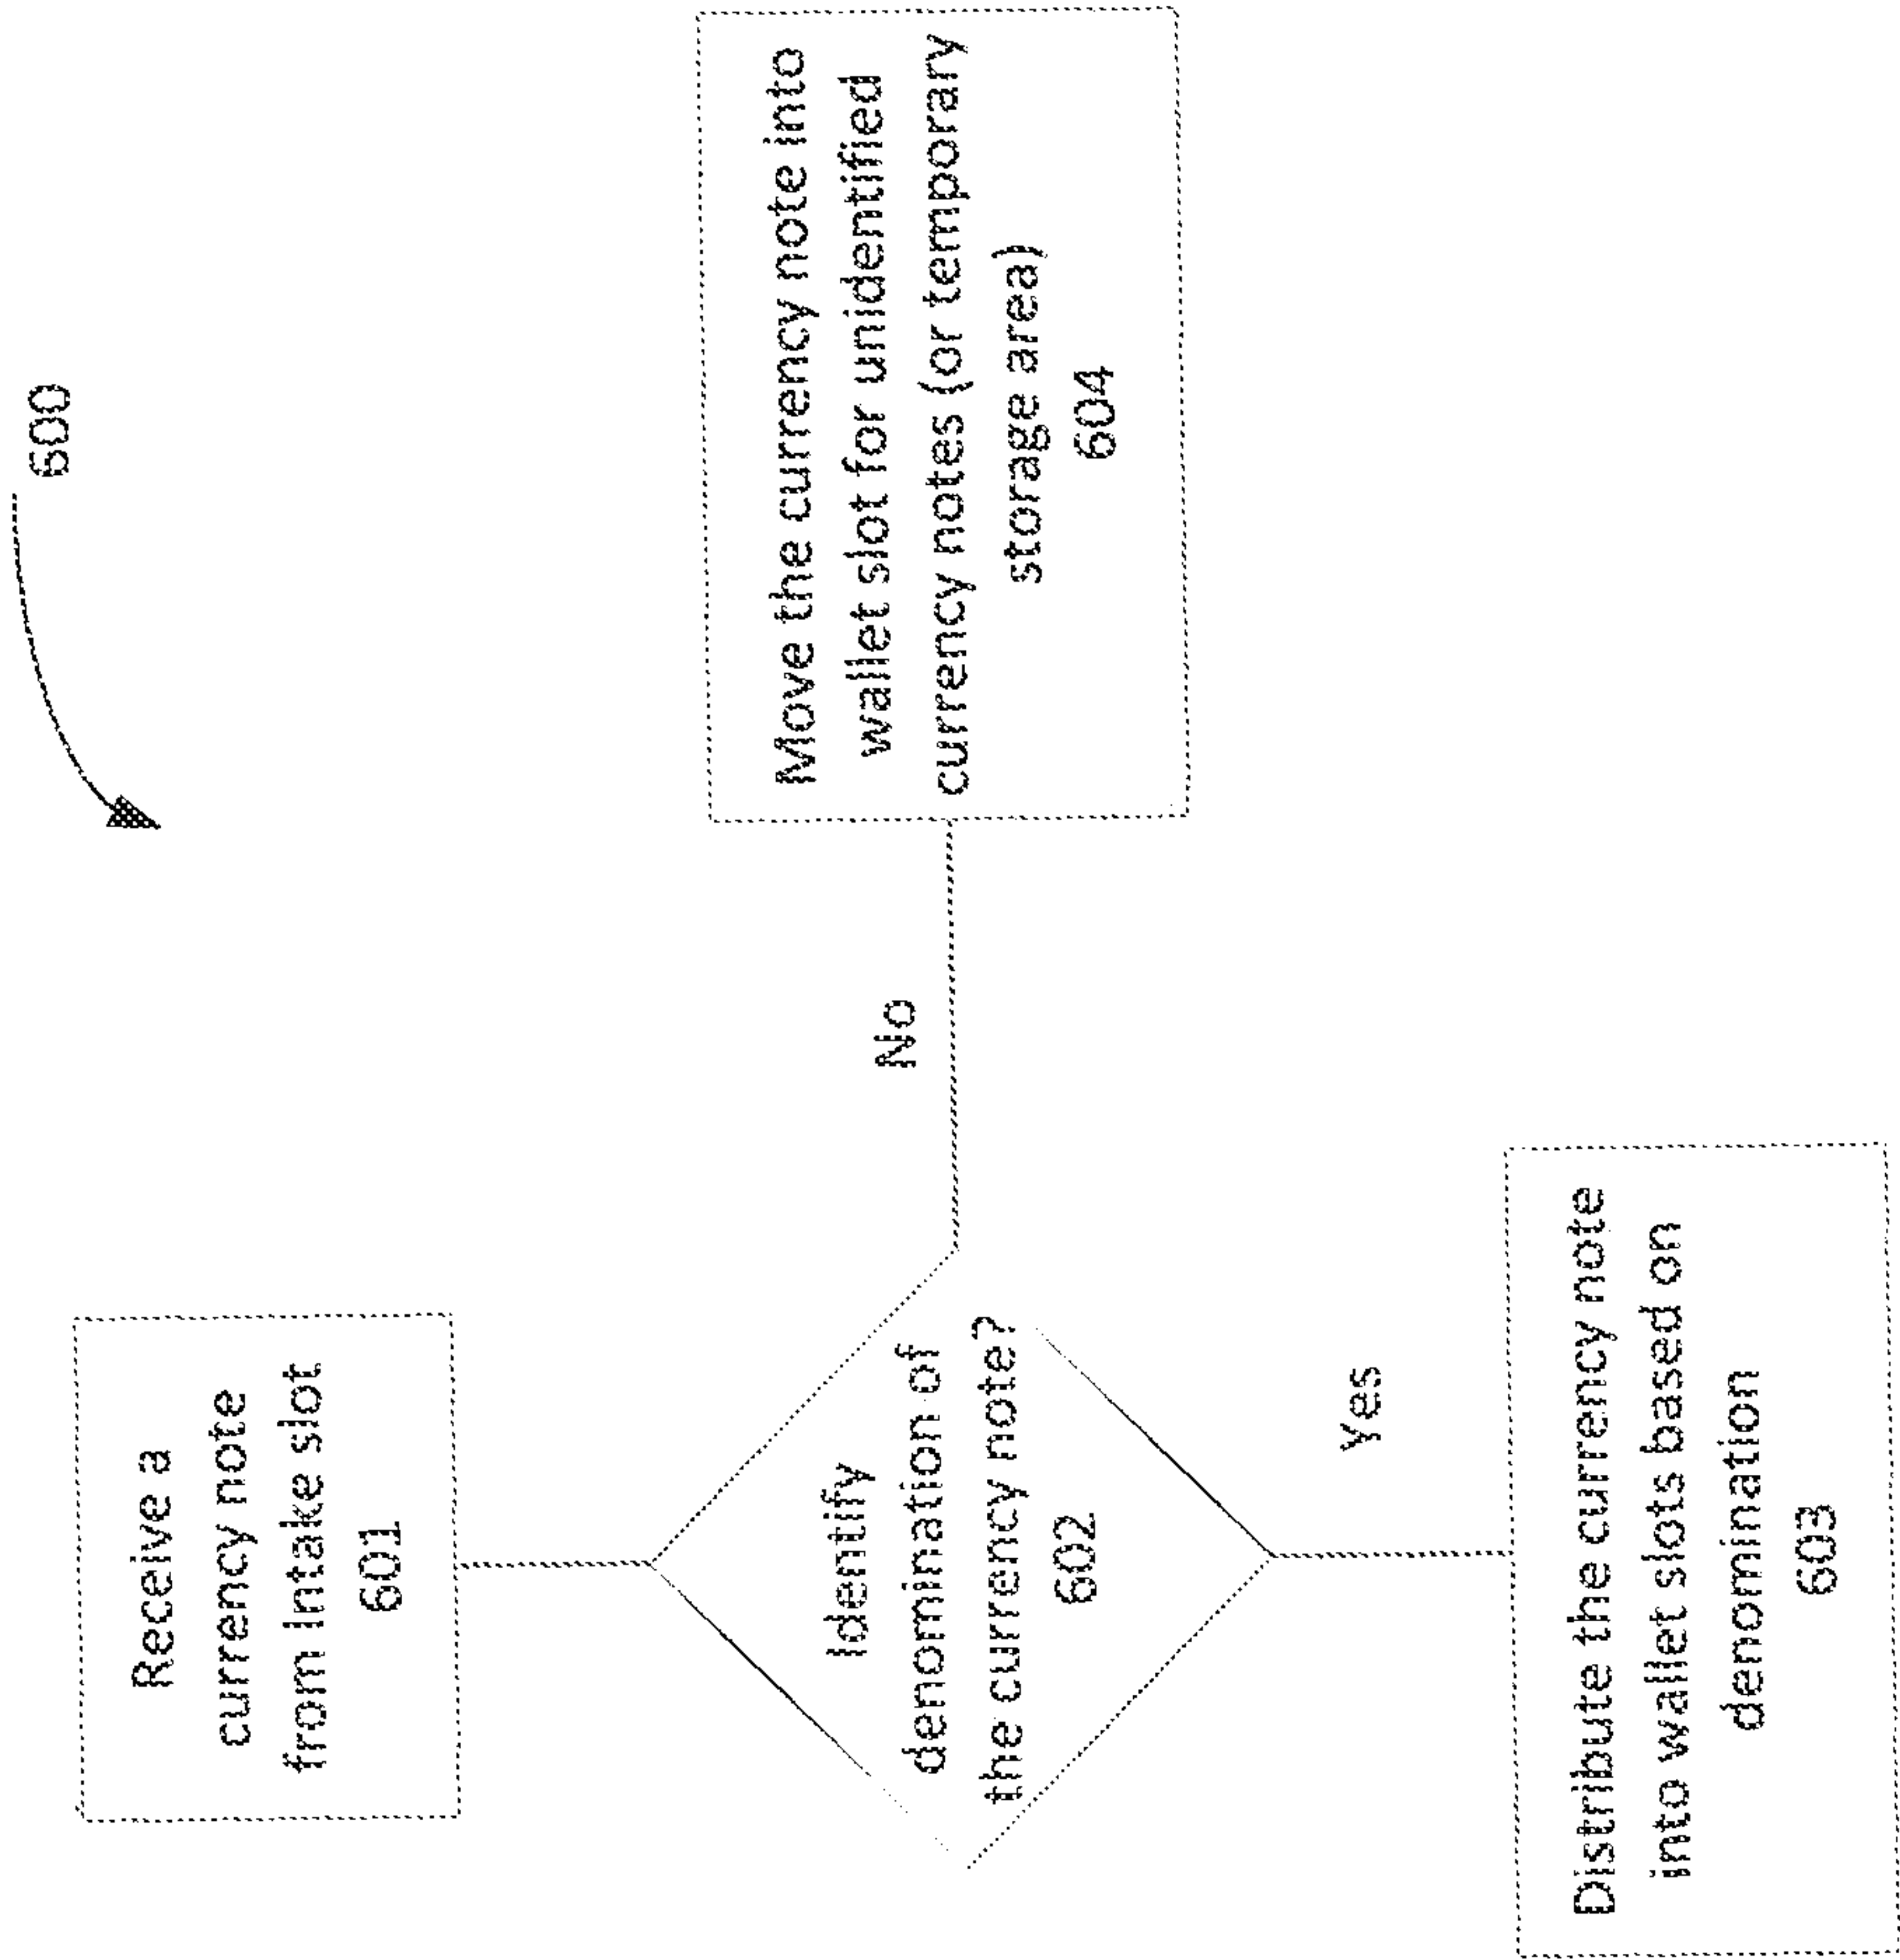 600
Receive a
currency note
from intake slot
601
Identify
denomination of
the currency note?
602
No
Move the currency note into
wallet slot for unidentified
currency notes (or temporary
storage area)
604
Yes
Distribute the currency note
into wallet slots based on
denomination
603